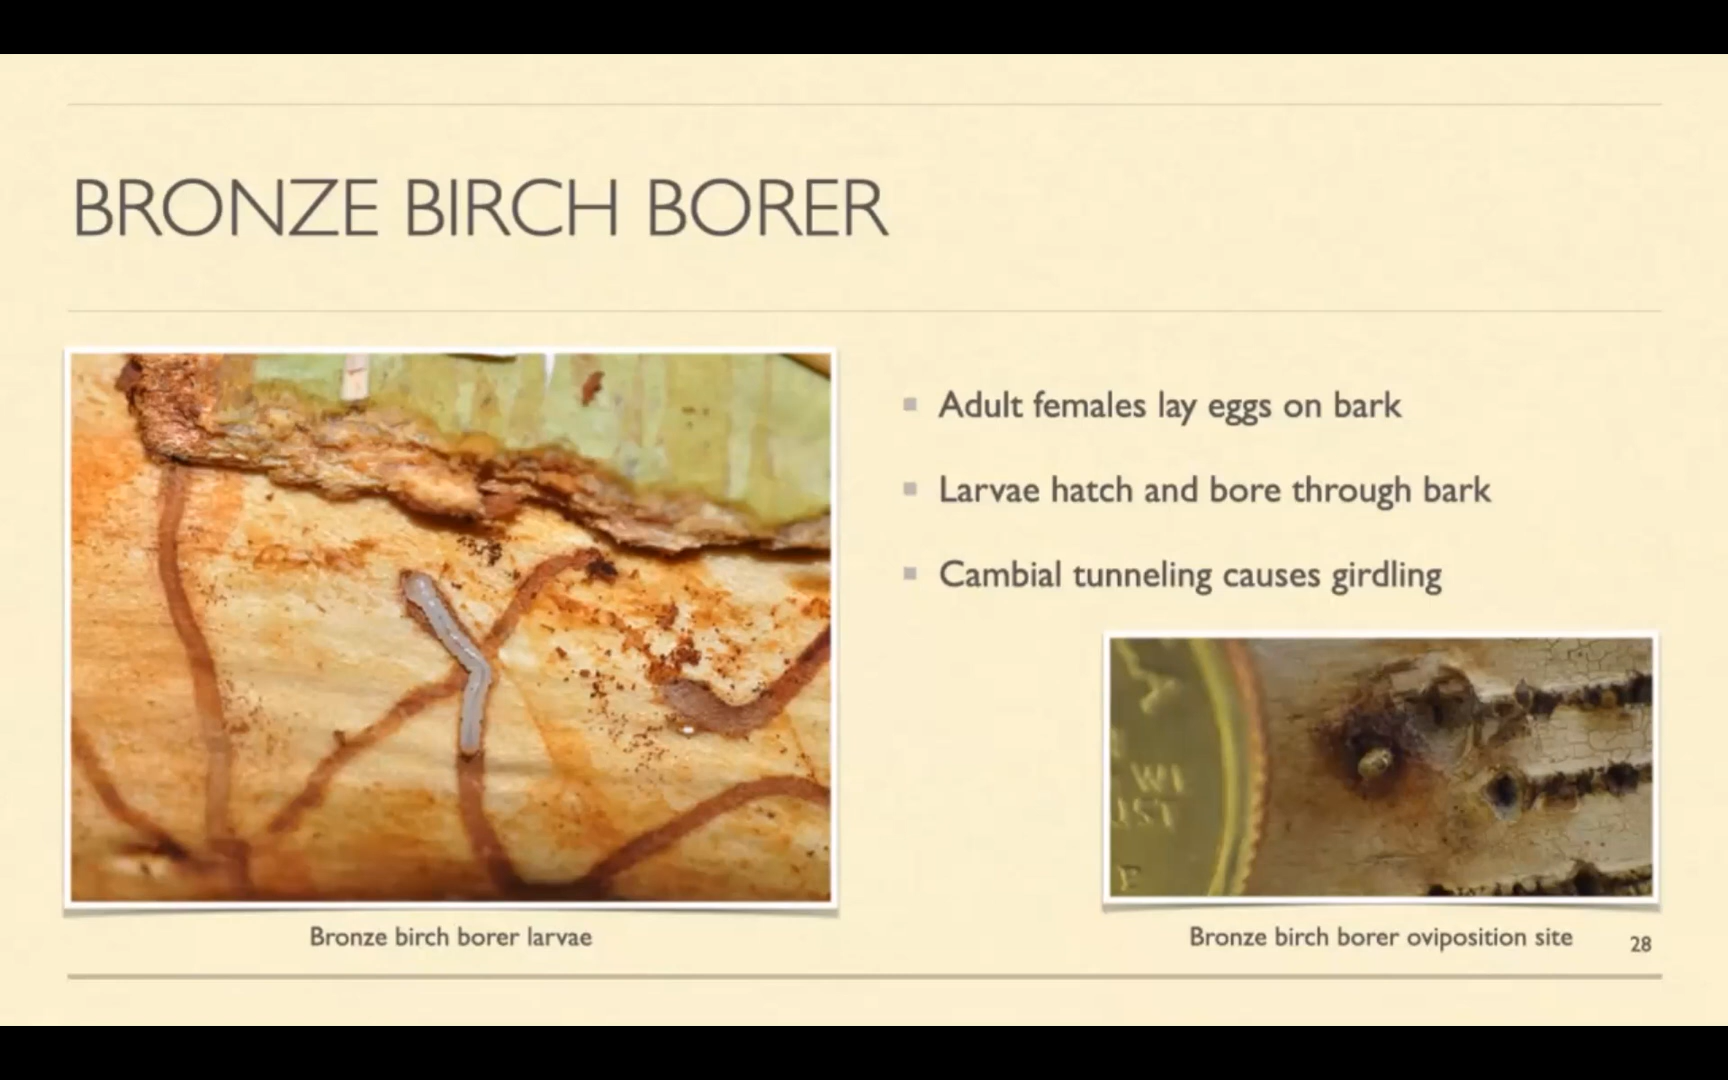 BRONZE BIRCH BORER
Adult females lay eggs on bark
Larvae hatch and bore through bark
Cambial tunneling causes girdling
WI
Bronze birch borer larvae
Bronze birch borer oviposition site
28